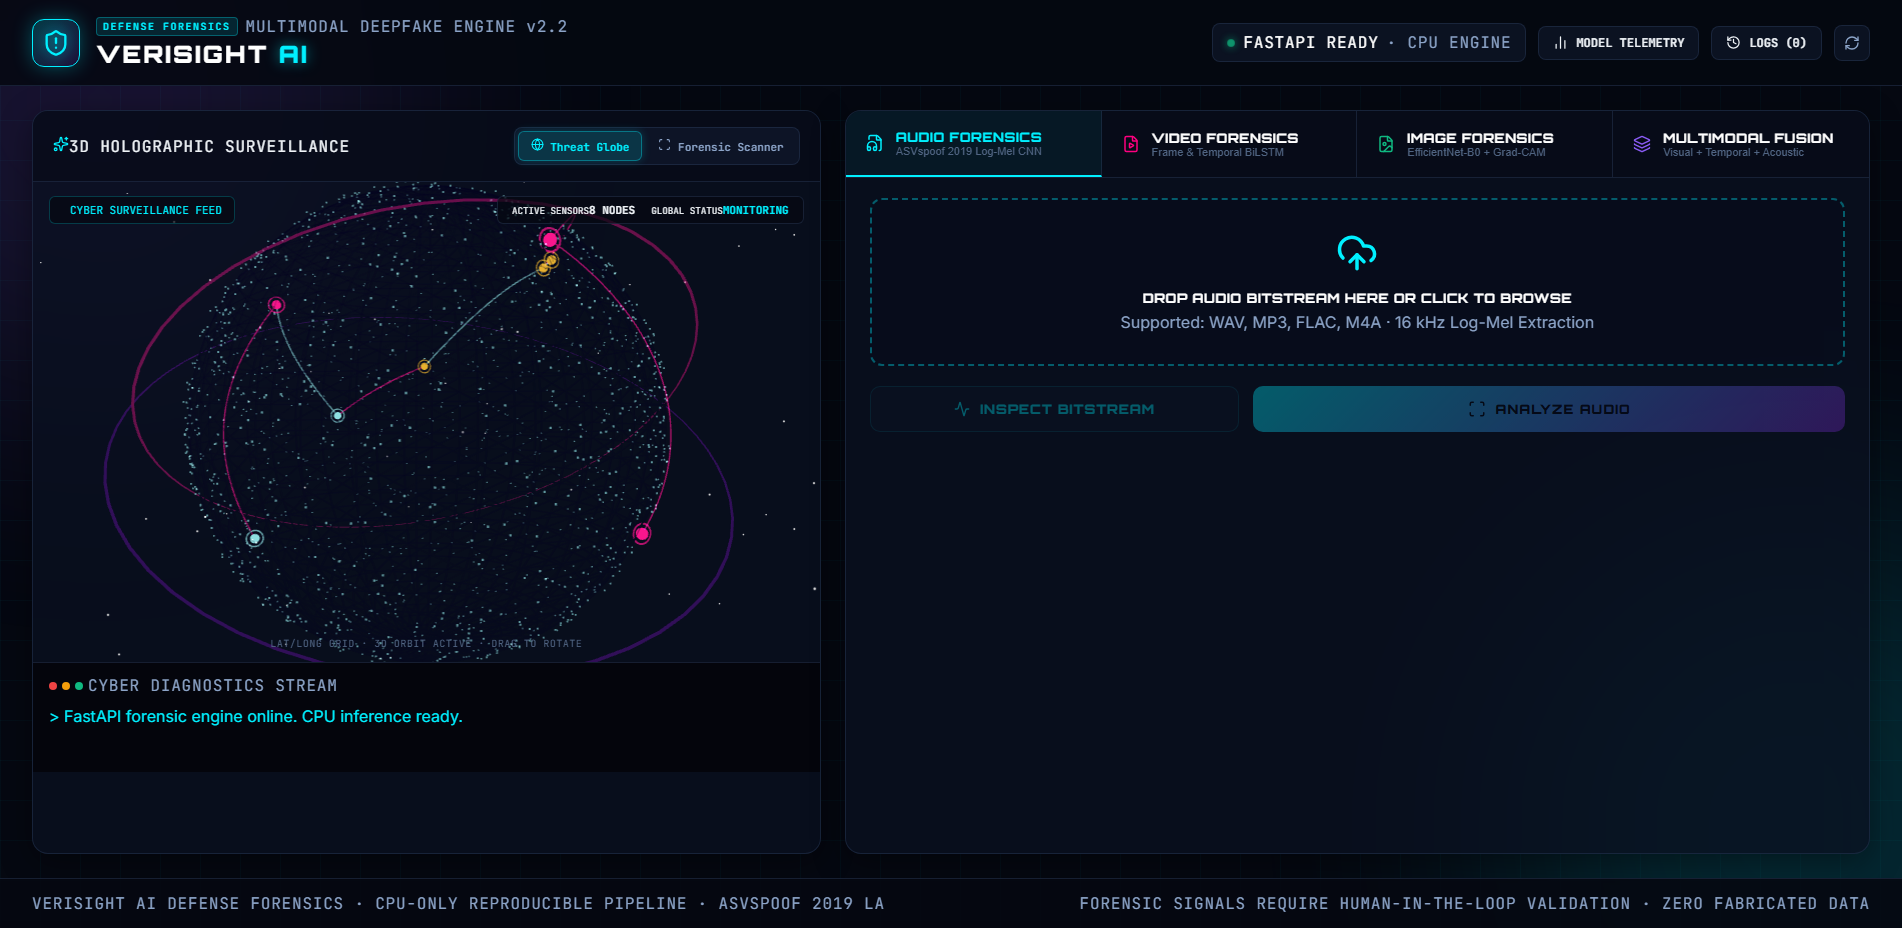 DEFENSE FORENSICS MULTIMODAL DEEPFAKE ENGINE v2.2
VERISIGHT AI
FASTAPI READY · CPU ENGINE
MODEL TELEMETRY
LOGS (0)
3D HOLOGRAPHIC SURVEILLANCE
Threat Globe
Forensic Scanner
CYBER SURVEILLANCE FEED
ACTIVE SENSORS8 NODES GLOBAL STATUSMONITORING
LAT/LONG GRID · 3D ORBIT ACTIVE · DRAG TO ROTATE
CYBER DIAGNOSTICS STREAM
> FastAPI forensic engine online. CPU inference ready.
AUDIO FORENSICS
ASVspoof 2019 Log-Mel CNN
VIDEO FORENSICS
Frame & Temporal BiLSTM
IMAGE FORENSICS
EfficientNet-B0 + Grad-CAM
MULTIMODAL FUSION
Visual + Temporal + Acoustic
DROP AUDIO BITSTREAM HERE OR CLICK TO BROWSE
Supported: WAV, MP3, FLAC, M4A · 16 kHz Log-Mel Extraction
INSPECT BITSTREAM
ANALYZE AUDIO
VERISIGHT AI DEFENSE FORENSICS · CPU-ONLY REPRODUCIBLE PIPELINE · ASVSPOOF 2019 LA
FORENSIC SIGNALS REQUIRE HUMAN-IN-THE-LOOP VALIDATION · ZERO FABRICATED DATA